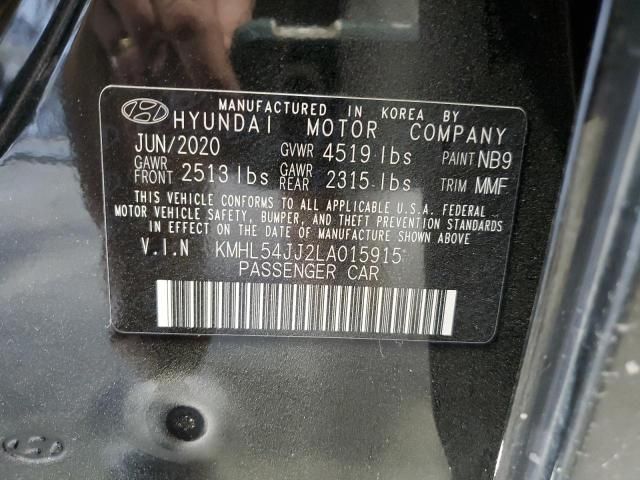 MANUFACTURED IN KOREA BY
HYUNDAI MOTOR COMPANY
JUN/2020 GVWR 4519 lbs PAINT NB9
GAWR FRONT 2513 lbs GAWR REAR 2315 lbs TRIM MMF
THIS VEHICLE CONFORMS TO ALL APPLICABLE U.S.A. FEDERAL
MOTOR VEHICLE SAFETY, BUMPER, AND THEFT PREVENTION STANDARDS
IN EFFECT ON THE DATE OF MANUFACTURE SHOWN ABOVE.
V.I.N KMHL54JJ2LA015915
PASSENGER CAR